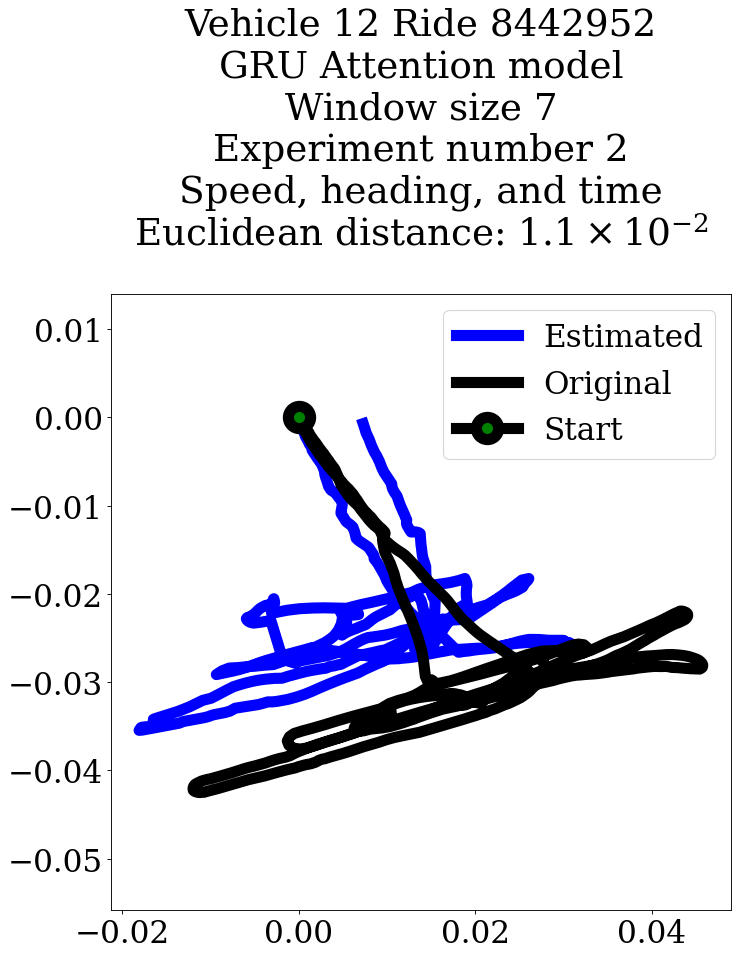 Vehicle 12 Ride 8442952
GRU Attention model
Window size 7
Experiment number 2
Speed, heading, and time
Euclidean distance: 1.1 × 10⁻²
Estimated
Original
Start
0.01
0.00
−0.01
−0.02
−0.03
−0.04
−0.05
−0.02 0.00 0.02 0.04